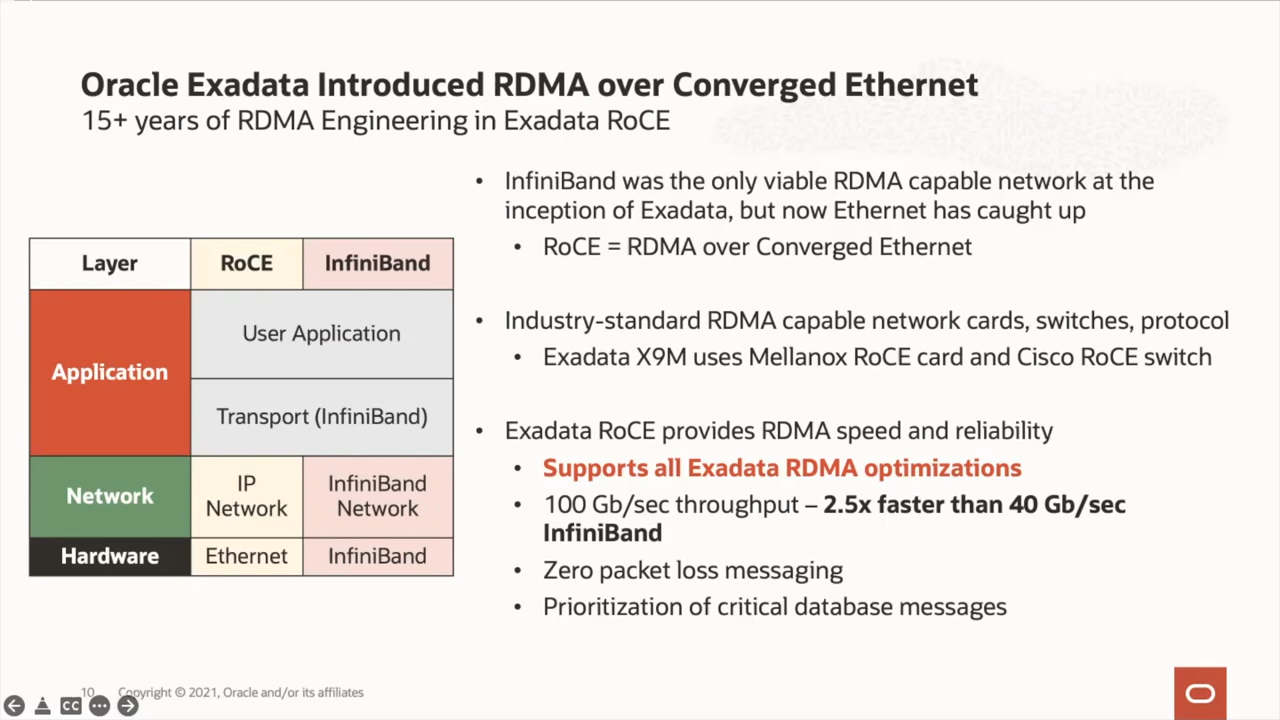 Oracle Exadata Introduced RDMA over Converged Ethernet
15+ years of RDMA Engineering in Exadata RoCE
Layer RoCE InfiniBand
Application
User Application
Transport (InfiniBand)
Network
IP
Network
InfiniBand
Network
Hardware Ethernet InfiniBand
• InfiniBand was the only viable RDMA capable network at the
inception of Exadata, but now Ethernet has caught up
• RoCE = RDMA over Converged Ethernet
• Industry-standard RDMA capable network cards, switches, protocol
• Exadata X9M uses Mellanox RoCE card and Cisco RoCE switch
• Exadata RoCE provides RDMA speed and reliability
• Supports all Exadata RDMA optimizations
• 100 Gb/sec throughput – 2.5x faster than 40 Gb/sec
InfiniBand
• Zero packet loss messaging
• Prioritization of critical database messages
10 Copyright © 2021, Oracle and/or its affiliates
CC